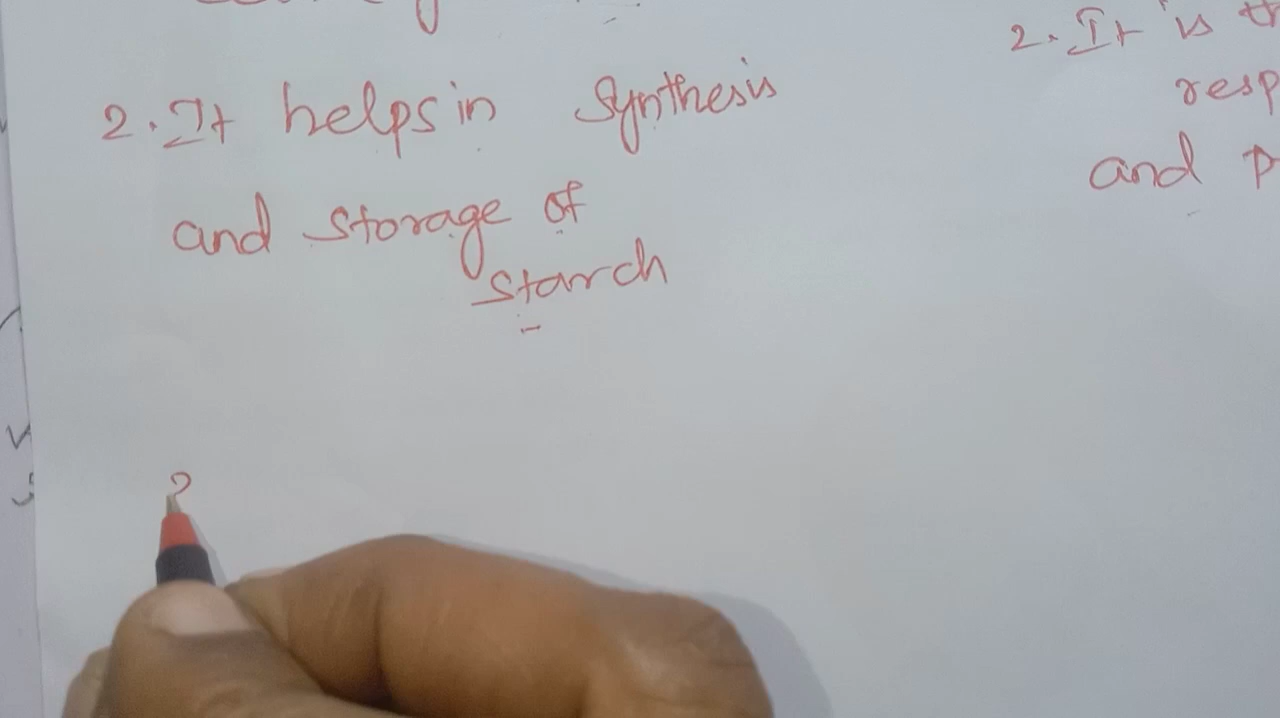 2. It helps in Synthesis
and storage of
starch
2. It is
resp
and P